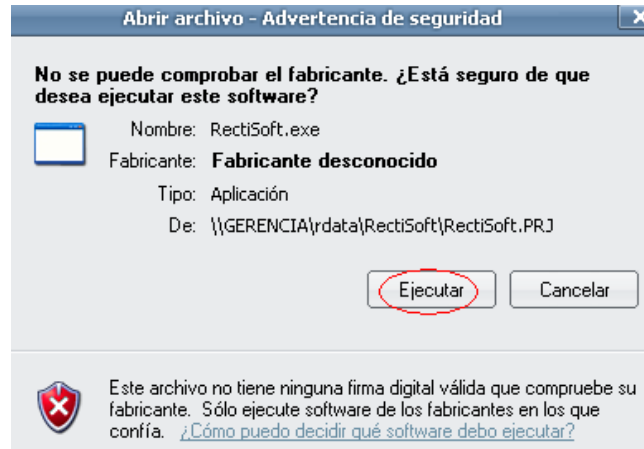 Abrir archivo - Advertencia de seguridad
No se puede comprobar el fabricante. ¿Está seguro de que
desea ejecutar este software?
Nombre: RectiSoft.exe
Fabricante: Fabricante desconocido
Tipo: Aplicación
De: \\GERENCIA\rdata\RectiSoft\RectiSoft.PRJ
Ejecutar Cancelar
Este archivo no tiene ninguna firma digital válida que compruebe su
fabricante. Sólo ejecute software de los fabricantes en los que
confía. ¿Cómo puedo decidir qué software debo ejecutar?